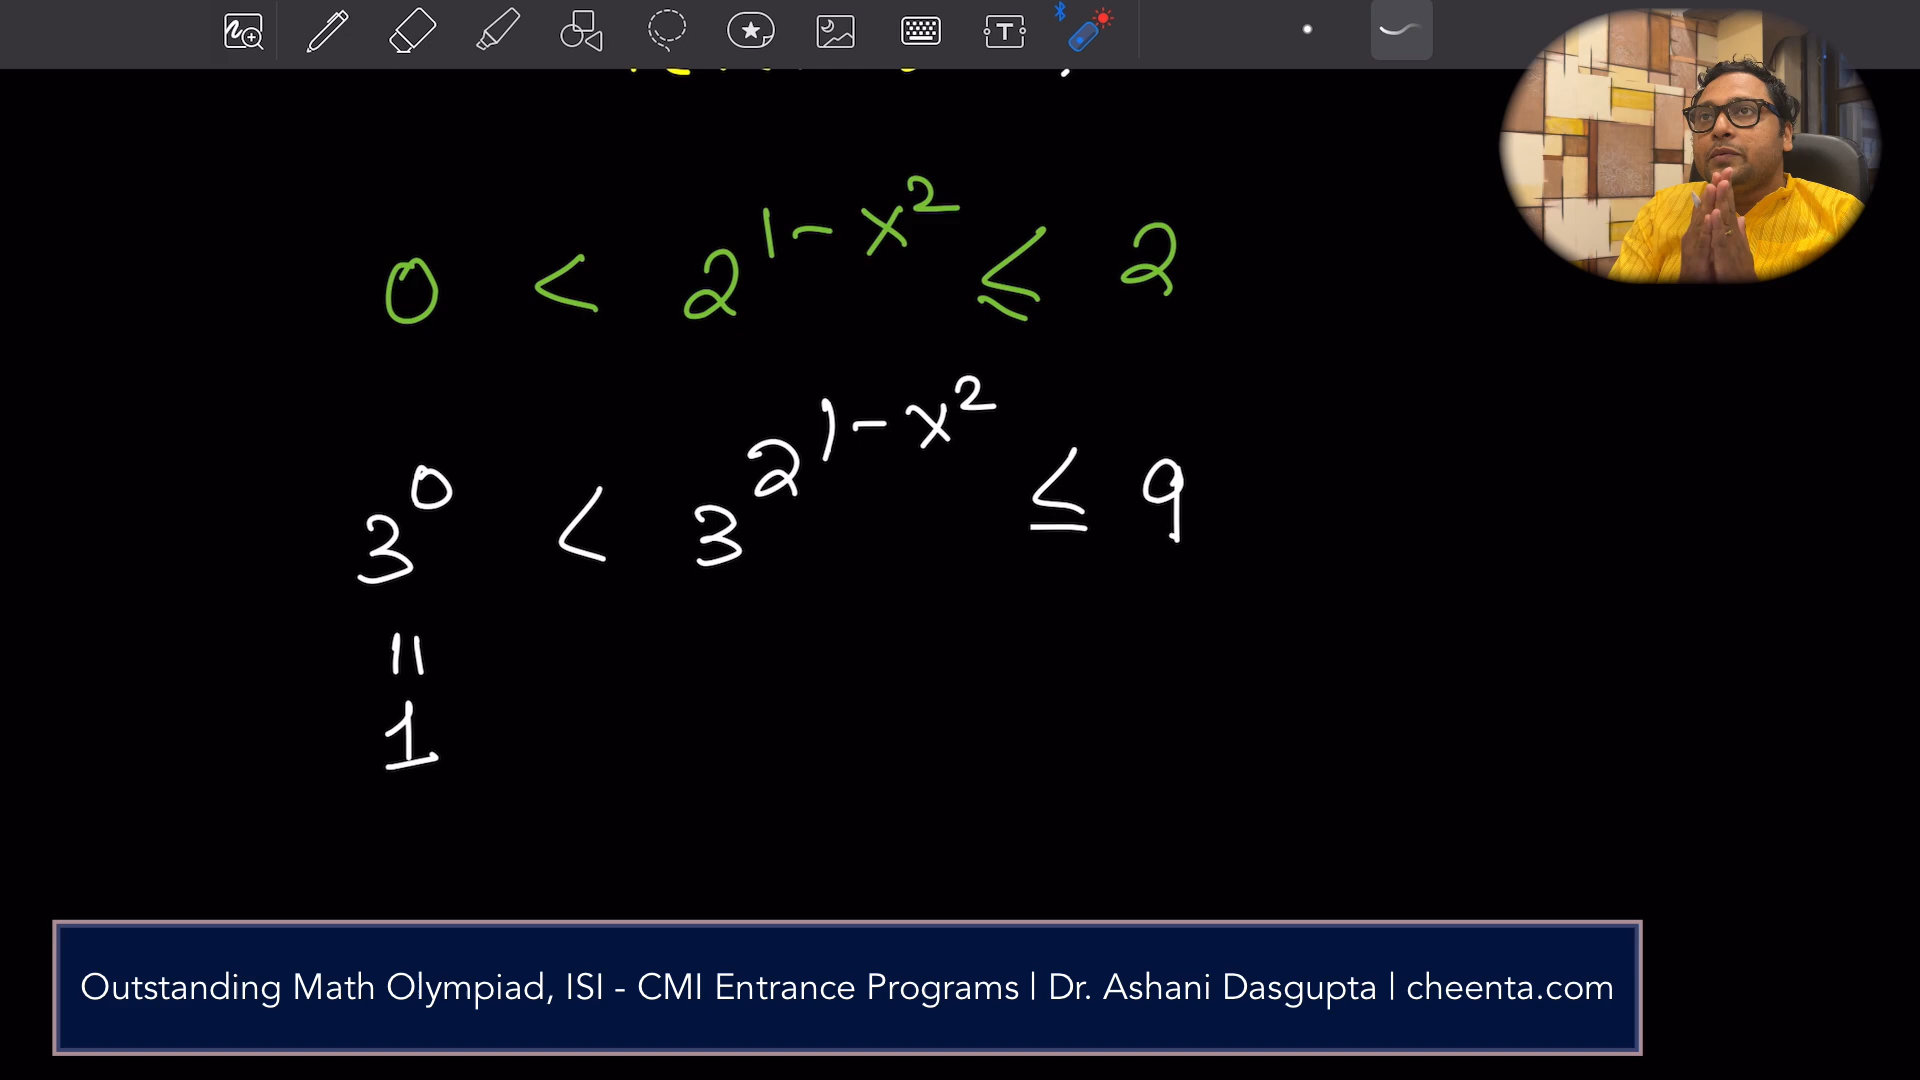 0 < 2^{1-x^2} ≤ 2
3^0 < 3^{2^{1-x^2}} ≤ 9
=
1
Outstanding Math Olympiad, ISI - CMI Entrance Programs | Dr. Ashani Dasgupta | cheenta.com